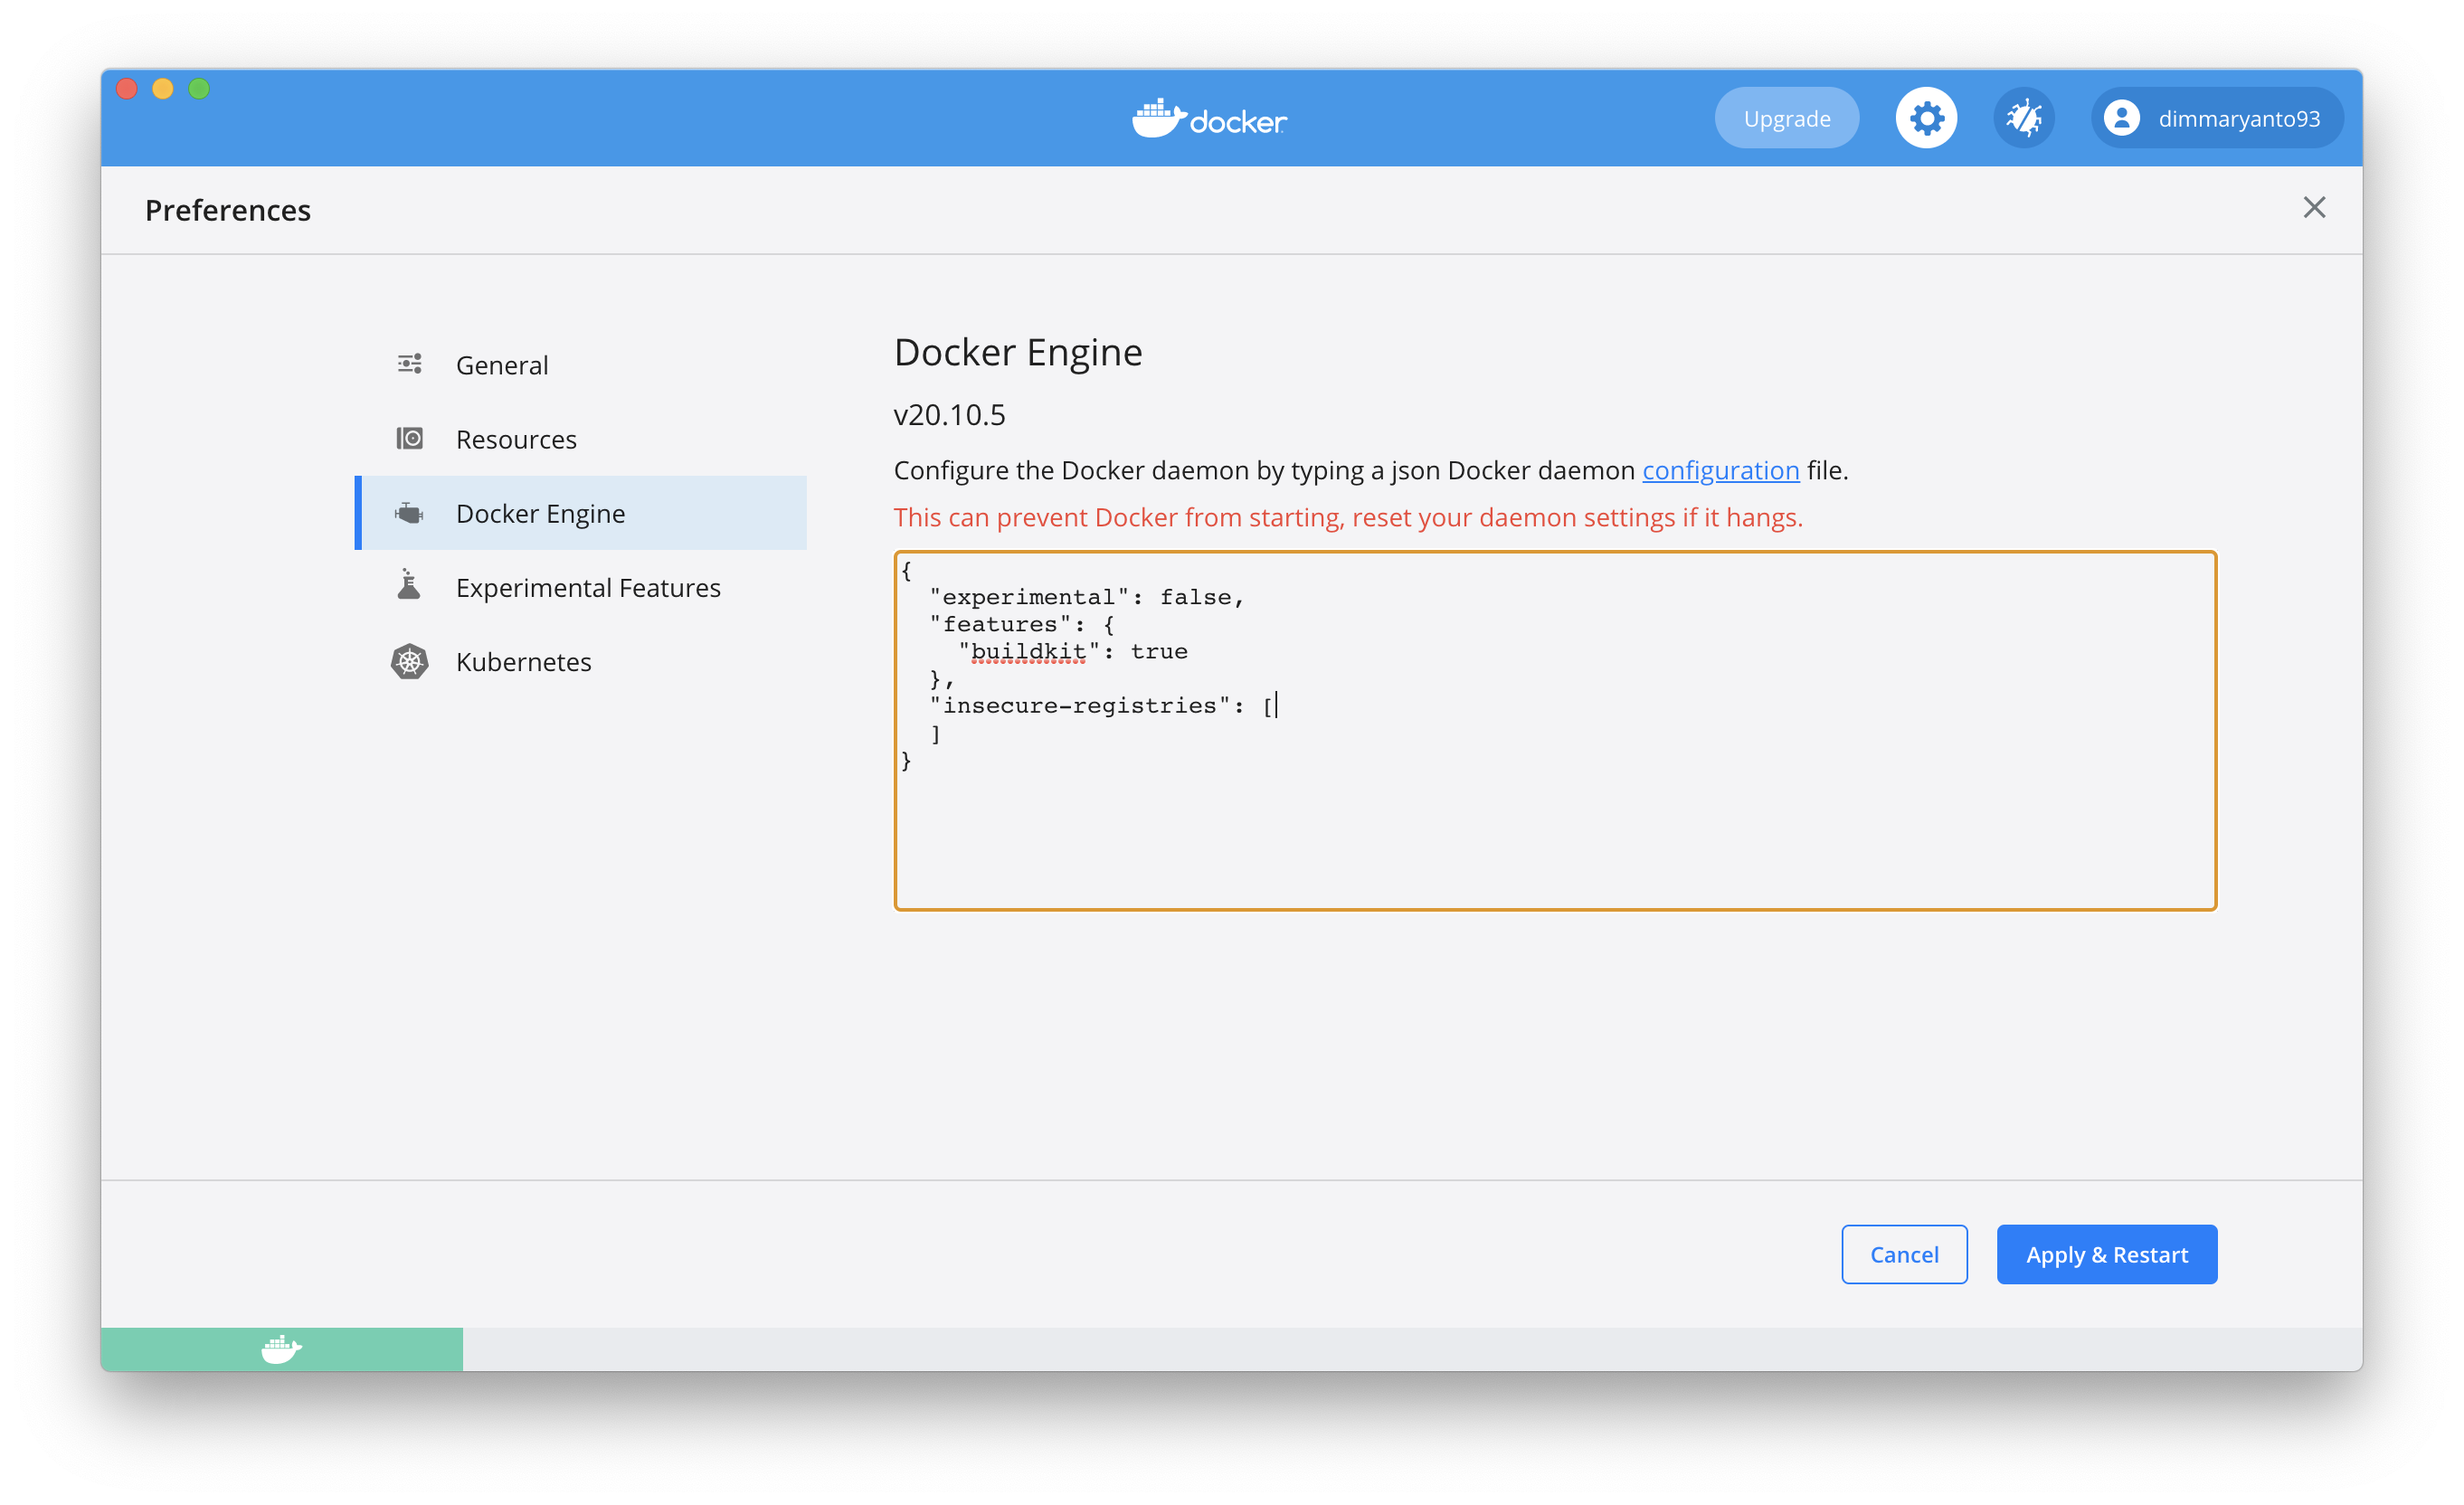 docker
Upgrade
dimmaryanto93
Preferences
General
Resources
Docker Engine
Experimental Features
Kubernetes
Docker Engine
v20.10.5
Configure the Docker daemon by typing a json Docker daemon configuration file.
This can prevent Docker from starting, reset your daemon settings if it hangs.
{
  "experimental": false,
  "features": {
    "buildkit": true
  },
  "insecure-registries": [
  ]
}
Cancel
Apply & Restart